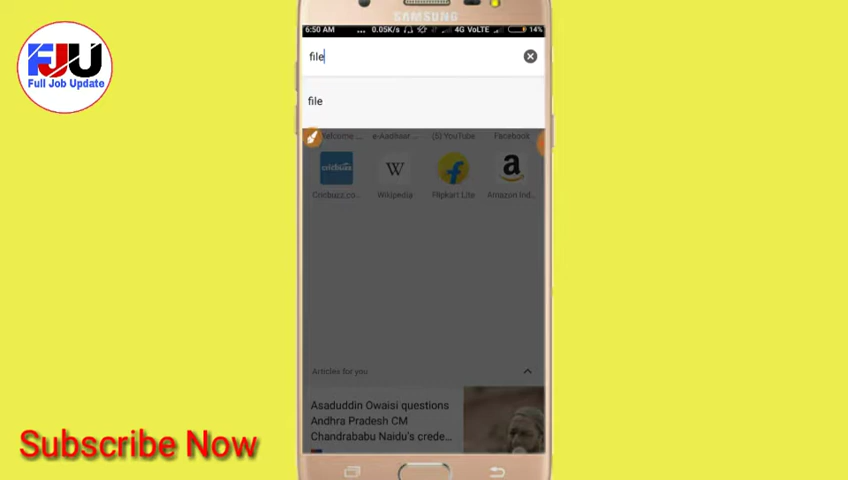 FJU
Full Job Update
SAMSUNG
6:50 AM ... 0.05K/s 4G VoLTE 14%
file
file
elcome ... e-Aadhaar ... (5) YouTube Facebook
cricbuzz W a
Cricbuzz.co... Wikipedia Flipkart Lite Amazon Ind...
Articles for you
Asaduddin Owaisi questions
Andhra Pradesh CM
Chandrababu Naidu's crede...
Subscribe Now